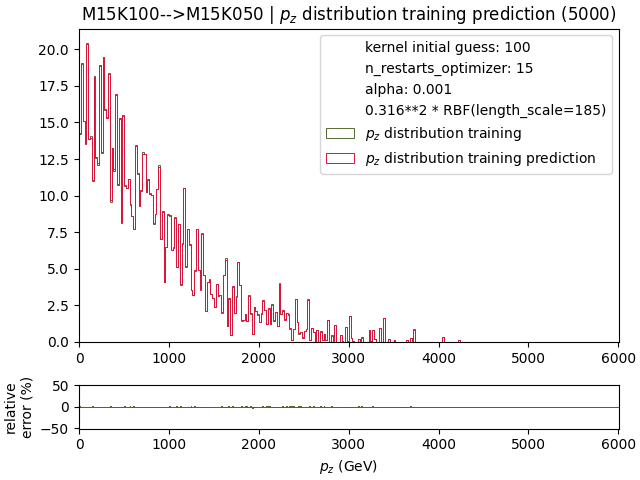 M15K100-->M15K050 | p_z distribution training prediction (5000)
kernel initial guess: 100
n_restarts_optimizer: 15
alpha: 0.001
0.316**2 * RBF(length_scale=185)
p_z distribution training
p_z distribution training prediction
20.0
17.5
15.0
12.5
10.0
7.5
5.0
2.5
0.0
0 1000 2000 3000 4000 5000 6000
relative
error (%)
50
0
−50
0 1000 2000 3000 4000 5000 6000
p_z (GeV)